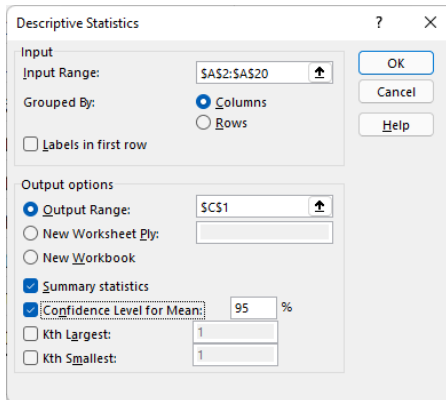 Descriptive Statistics ? ×
Input
Input Range: $A$2:$A$20
OK
Grouped By: Columns
Cancel
Rows
Help
Labels in first row
Output options
Output Range: $C$1
New Worksheet Ply:
New Workbook
Summary statistics
Confidence Level for Mean: 95 %
Kth Largest: 1
Kth Smallest: 1